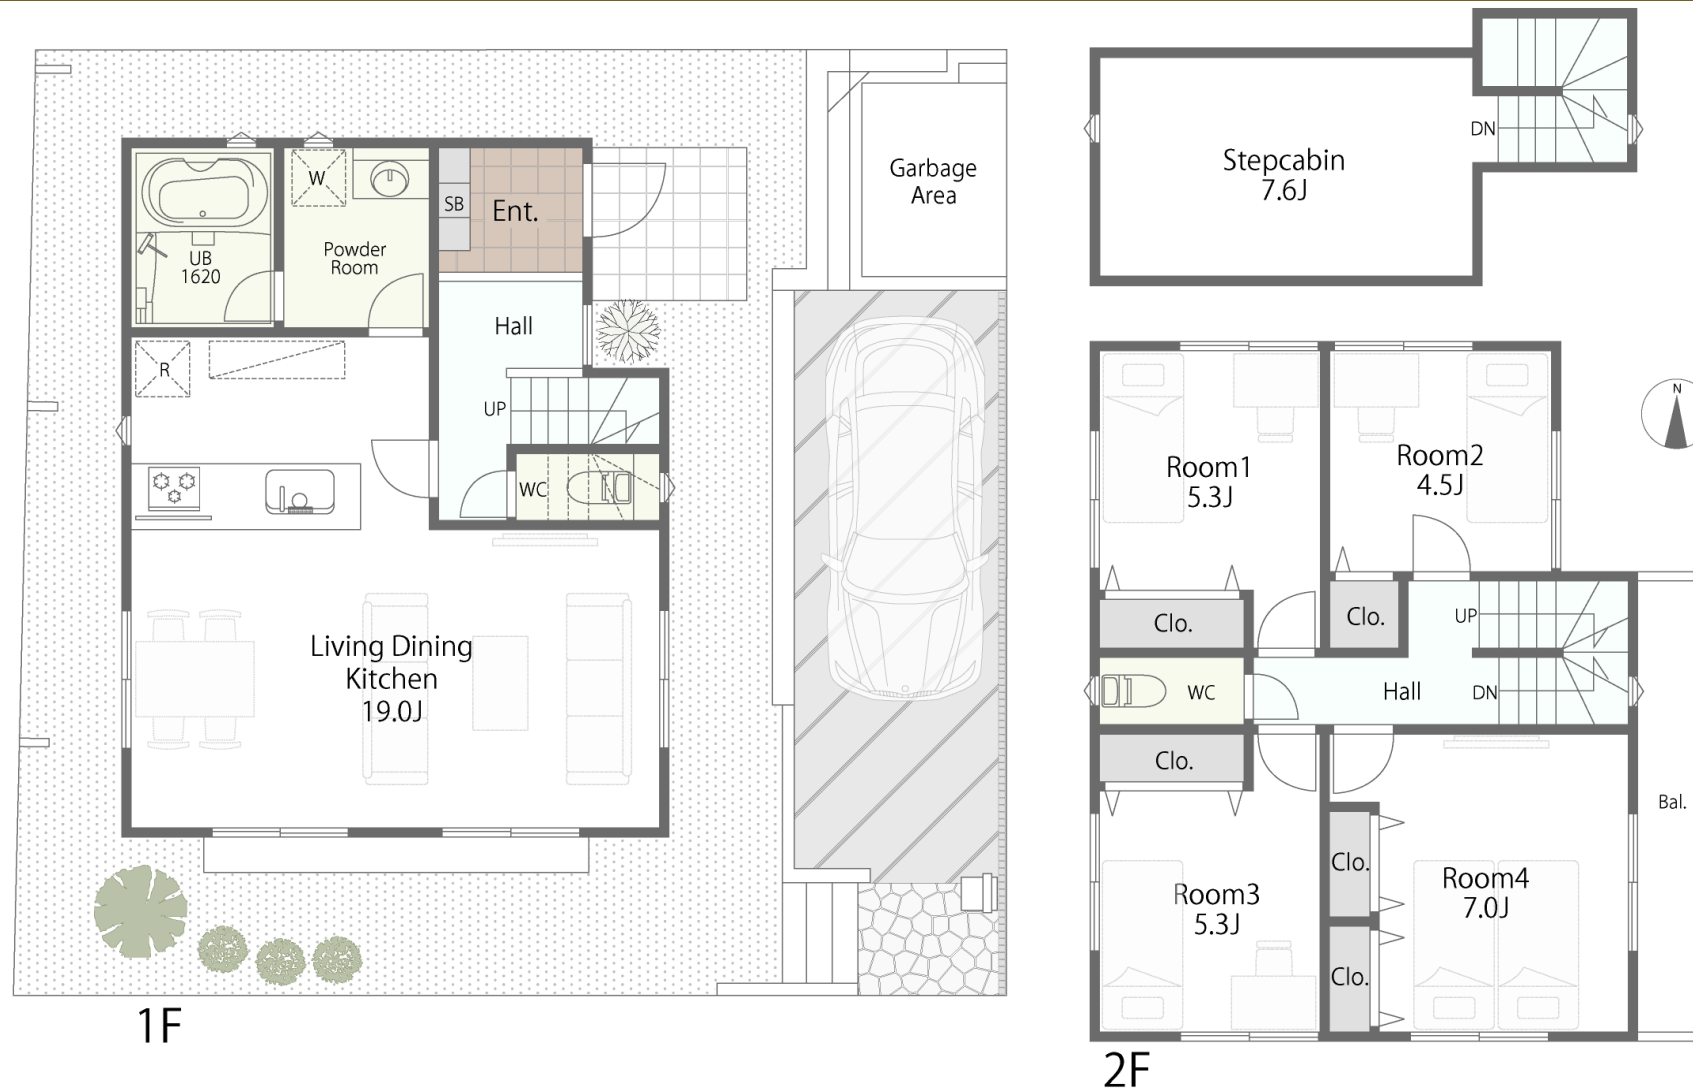 Garbage
Area
W
SB
Ent.
UB
1620
Powder
Room
Hall
R
UP
WC
Living Dining
Kitchen
19.0J
1F
DN
Stepcabin
7.6J
N
Room1
5.3J
Room2
4.5J
Clo.
Clo.
UP
WC
Hall
DN
Clo.
Bal.
Clo.
Room3
5.3J
Room4
7.0J
Clo.
2F